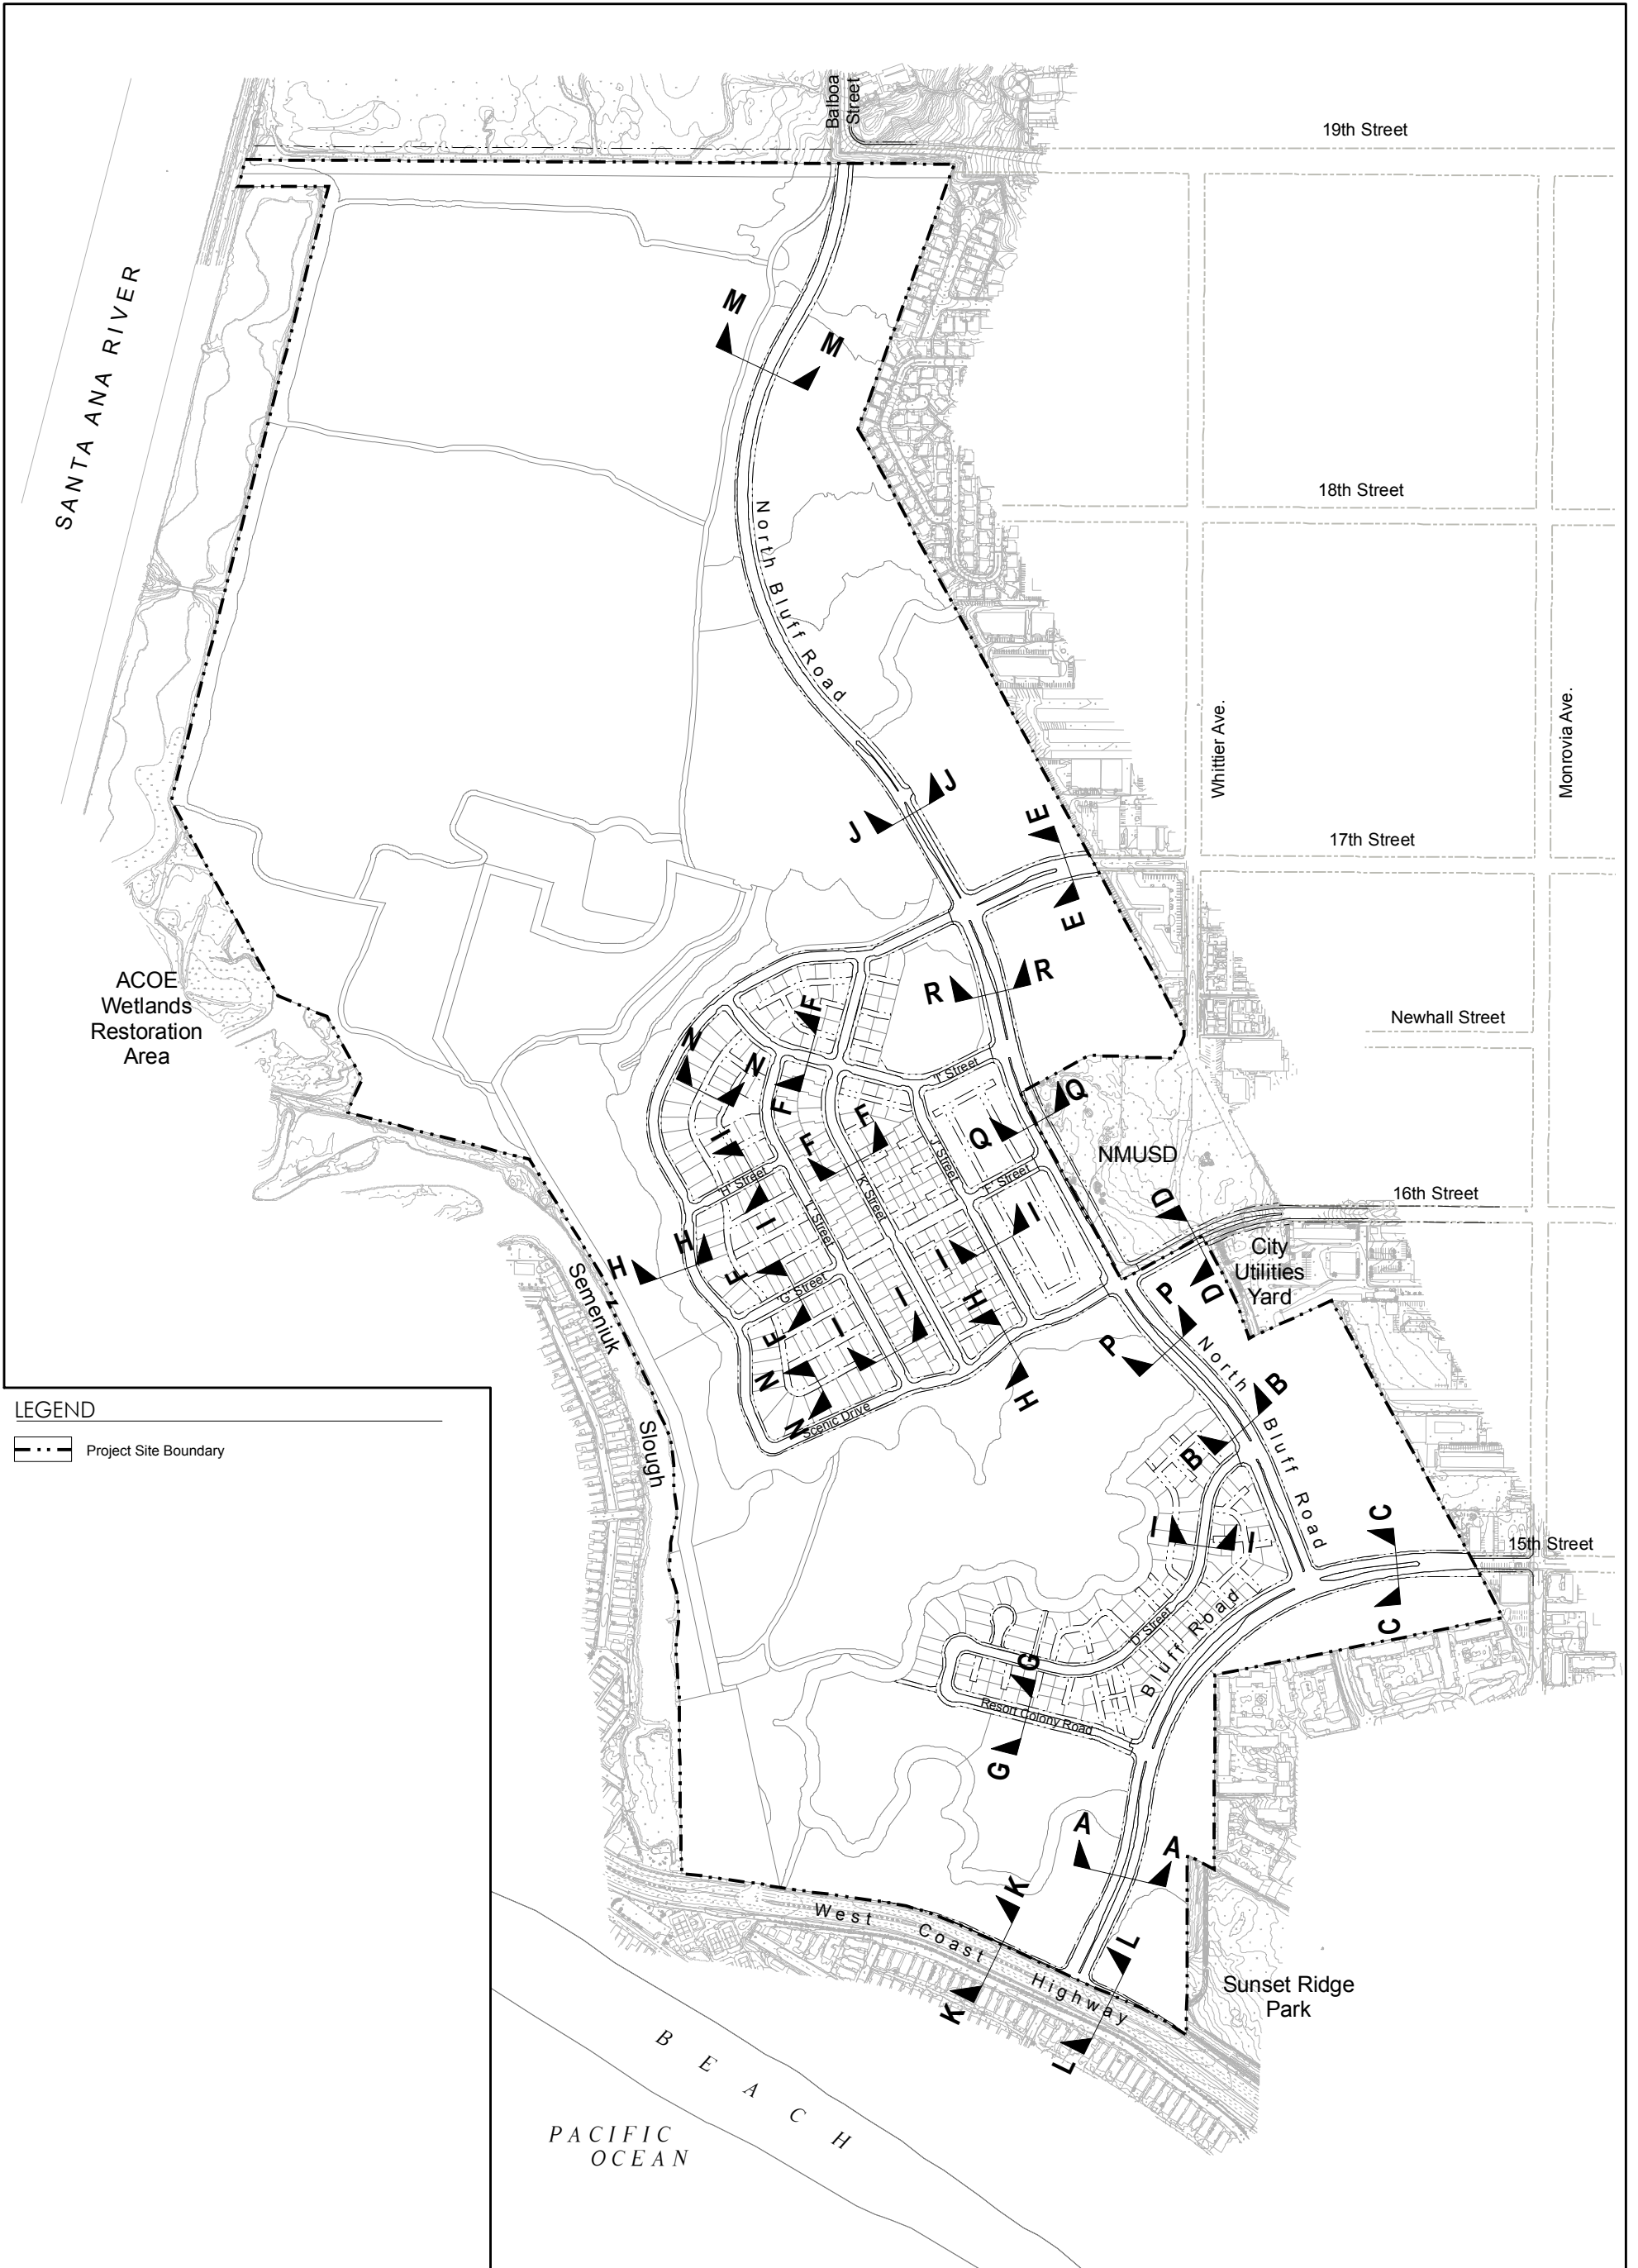 Balboa
Street
19th Street
SANTA ANA RIVER
M
M
18th Street
North Bluff Road
Whittier Ave.
Monrovia Ave.
J
J
E
17th Street
E
R
R
ACOE
Wetlands
Restoration
Area
Newhall Street
F
N
N
'I' Street
F
Q
Q
F
F
NMUSD
I
'J' Street
'H' Street
'F' Street
'K' Street
16th Street
D
I
'L' Street
I
I
City
Utilities
Yard
H
H
F
'G' Street
D
P
P
Semeniuk
Slough
I
H
F
I
North Bluff Road
N
H
B
N
Scenic Drive
B
LEGEND
Project Site Boundary
C
I
I
15th Street
C
'D' Street
Bluff Road
G
Resort Colony Road
G
A
A
K
West Coast Highway
L
K
Sunset Ridge
Park
L
BEACH
PACIFIC
OCEAN